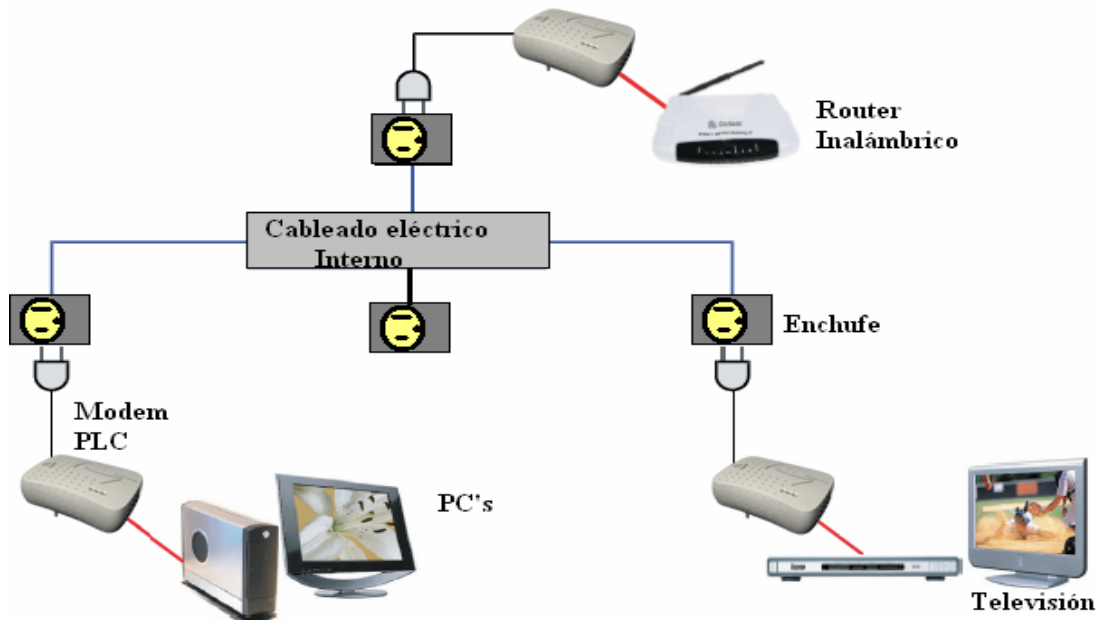 Router
Inalámbrico
Cableado eléctrico
Interno
Enchufe
Modem
PLC
PC's
Televisión